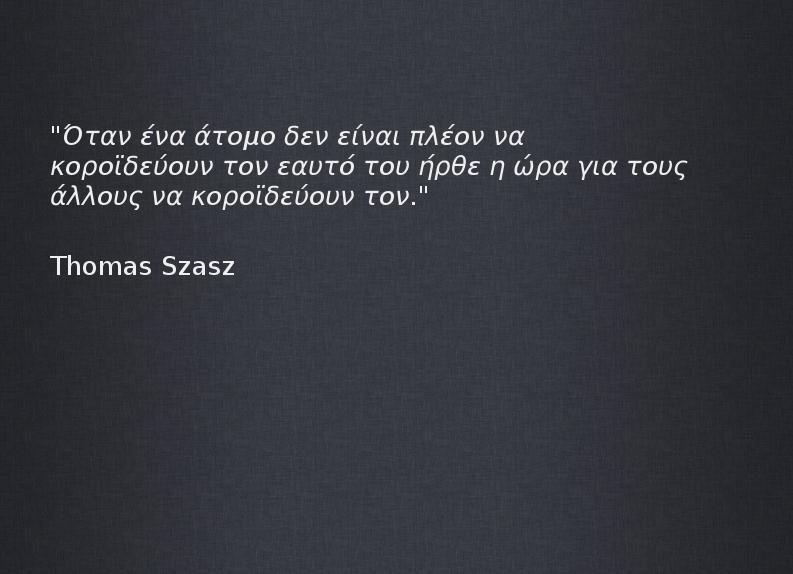 "Όταν ένα άτομο δεν είναι πλέον να
κοροϊδεύουν τον εαυτό του ήρθε η ώρα για τους
άλλους να κοροϊδεύουν τον."
Thomas Szasz